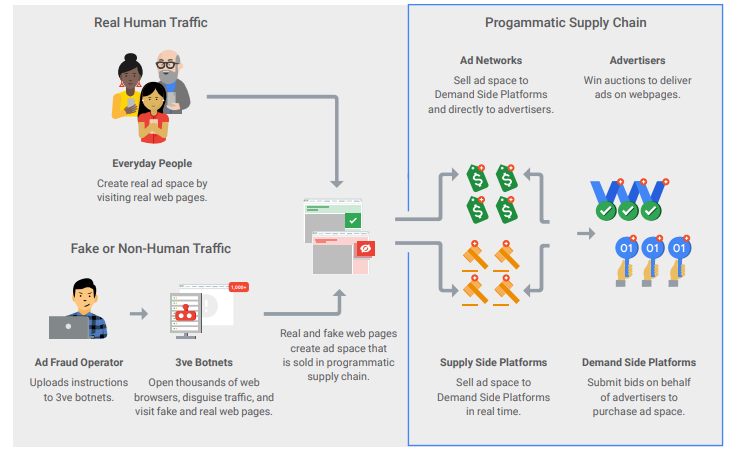 Real Human Traffic
Everyday People
Create real ad space by
visiting real web pages.
Fake or Non-Human Traffic
1,000+
Ad Fraud Operator
Uploads instructions
to 3ve botnets.
3ve Botnets
Open thousands of web
browsers, disguise traffic, and
visit fake and real web pages.
Real and fake web pages
create ad space that
is sold in programmatic
supply chain.
Progammatic Supply Chain
Ad Networks
Sell ad space to
Demand Side Platforms
and directly to advertisers.
Advertisers
Win auctions to deliver
ads on webpages.
$ $
$ $
01 01 01
Supply Side Platforms
Sell ad space to
Demand Side Platforms
in real time.
Demand Side Platforms
Submit bids on behalf
of advertisers to
purchase ad space.